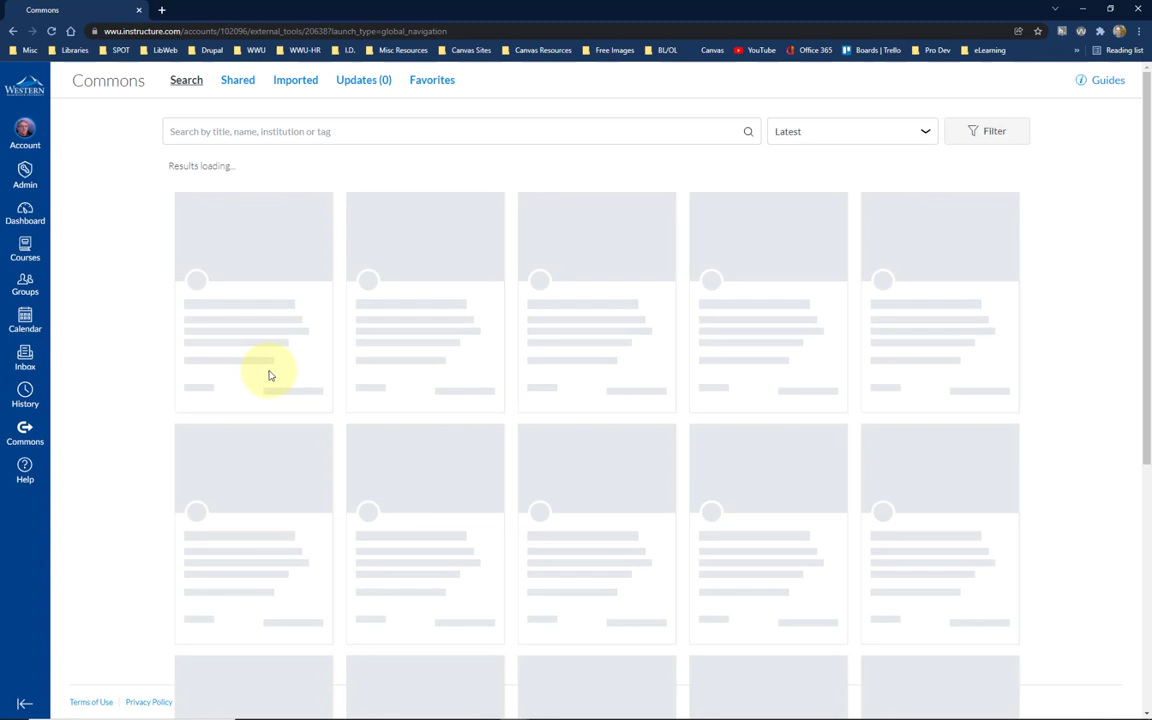 Commons
www.instructure.com/accounts/102096/external_tools/20638?launch_type=global_navigation
Misc Libraries SPOT LibWeb Drupal WWU WWU-HR I.D. Misc Resources Canvas Sites Canvas Resources Free Images BL/OL Canvas YouTube Office 365 Boards | Trello Pro Dev eLearning » Reading list
WESTERN
Account
Admin
Dashboard
Courses
Groups
Calendar
Inbox
History
Commons
Help
Commons Search Shared Imported Updates (0) Favorites Guides
Search by title, name, institution or tag Latest Filter
Results loading...
Terms of Use Privacy Policy